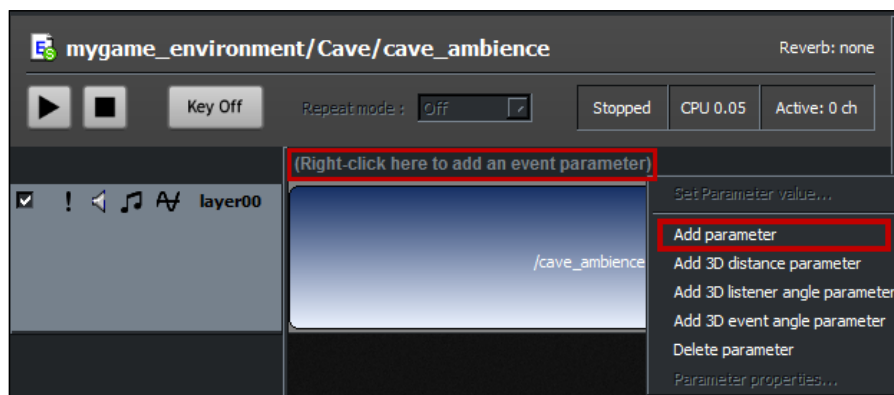 mygame_environment/Cave/cave_ambience
Reverb: none
Key Off
Repeat mode :
Off
Stopped
CPU 0.05
Active: 0 ch
(Right-click here to add an event parameter)
layer00
/cave_ambience
Set Parameter value...
Add parameter
Add 3D distance parameter
Add 3D listener angle parameter
Add 3D event angle parameter
Delete parameter
Parameter properties...